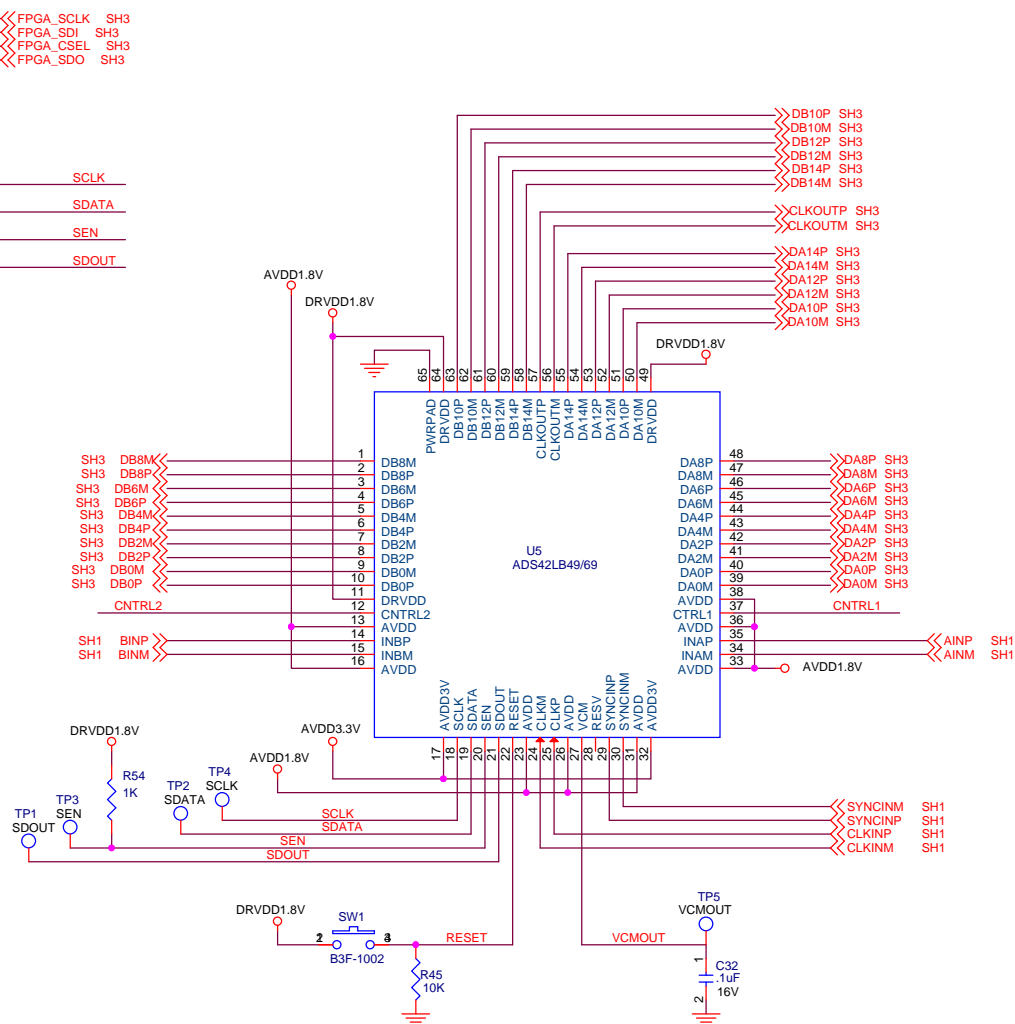 FPGA_SCLK SH3
FPGA_SDI SH3
FPGA_CSEL SH3
FPGA_SDO SH3
DB10P SH3
DB10M SH3
DB12P SH3
DB12M SH3
DB14P SH3
DB14M SH3
SCLK
SDATA
SEN
SDOUT
CLKOUTP SH3
CLKOUTM SH3
DA14P SH3
DA14M SH3
DA12P SH3
DA12M SH3
DA10P SH3
DA10M SH3
AVDD1.8V
DRVDD1.8V
DRVDD1.8V
65 64 63 62 61 60 59 58 57 56 55 54 53 52 51 50 49
PWRPAD DRVDD DB10P DB10M DB12P DB12M DB14P DB14M CLKOUTP CLKOUTM DA14P DA14M DA12P DA12M DA10P DA10M DRVDD
SH3 DB8M 1 DB8M
SH3 DB8P 2 DB8P
SH3 DB6M 3 DB6M
SH3 DB6P 4 DB6P
SH3 DB4M 5 DB4M
SH3 DB4P 6 DB4P
SH3 DB2M 7 DB2M
SH3 DB2P 8 DB2P
SH3 DB0M 9 DB0M
SH3 DB0P 10 DB0P
11 DRVDD
CNTRL2 12 CNTRL2
13 AVDD
SH1 BINP 14 INBP
SH1 BINM 15 INBM
16 AVDD
U5
ADS42LB49/69
DA8P 48 DA8P SH3
DA8M 47 DA8M SH3
DA6P 46 DA6P SH3
DA6M 45 DA6M SH3
DA4P 44 DA4P SH3
DA4M 43 DA4M SH3
DA2P 42 DA2P SH3
DA2M 41 DA2M SH3
DA0P 40 DA0P SH3
DA0M 39 DA0M SH3
AVDD 38
CTRL1 37 CNTRL1
AVDD 36
INAP 35 AINP SH1
INAM 34 AINM SH1
AVDD 33 AVDD1.8V
AVDD3V SCLK SDATA SEN SDOUT RESET AVDD CLKM CLKP AVDD VCM RESV SYNCINP SYNCINM AVDD AVDD3V
17 18 19 20 21 22 23 24 25 26 27 28 29 30 31 32
DRVDD1.8V
AVDD3.3V
AVDD1.8V
R54
1K
TP4
SCLK
TP2
SDATA
TP3
SEN
TP1
SDOUT
SCLK
SDATA
SEN
SDOUT
SYNCINM SH1
SYNCINP SH1
CLKINP SH1
CLKINM SH1
DRVDD1.8V
SW1
B3F-1002
RESET
R45
10K
TP5
VCMOUT
VCMOUT
1
C32
.1uF
16V
2